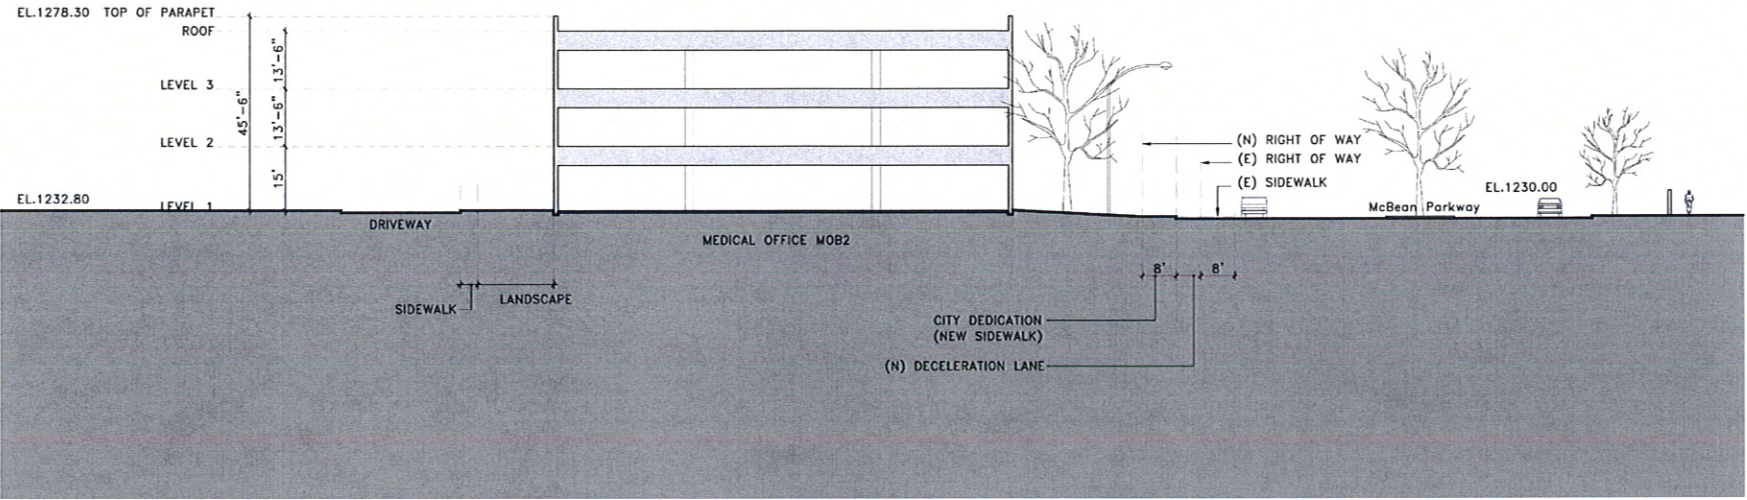 EL.1278.30 TOP OF PARAPET
ROOF
13'-6"
LEVEL 3
45'-6"
13'-6"
LEVEL 2
15'
EL.1232.80
LEVEL 1
DRIVEWAY
MEDICAL OFFICE MOB2
SIDEWALK
LANDSCAPE
(N) RIGHT OF WAY
(E) RIGHT OF WAY
(E) SIDEWALK
EL.1230.00
McBean Parkway
8'
8'
CITY DEDICATION
(NEW SIDEWALK)
(N) DECELERATION LANE